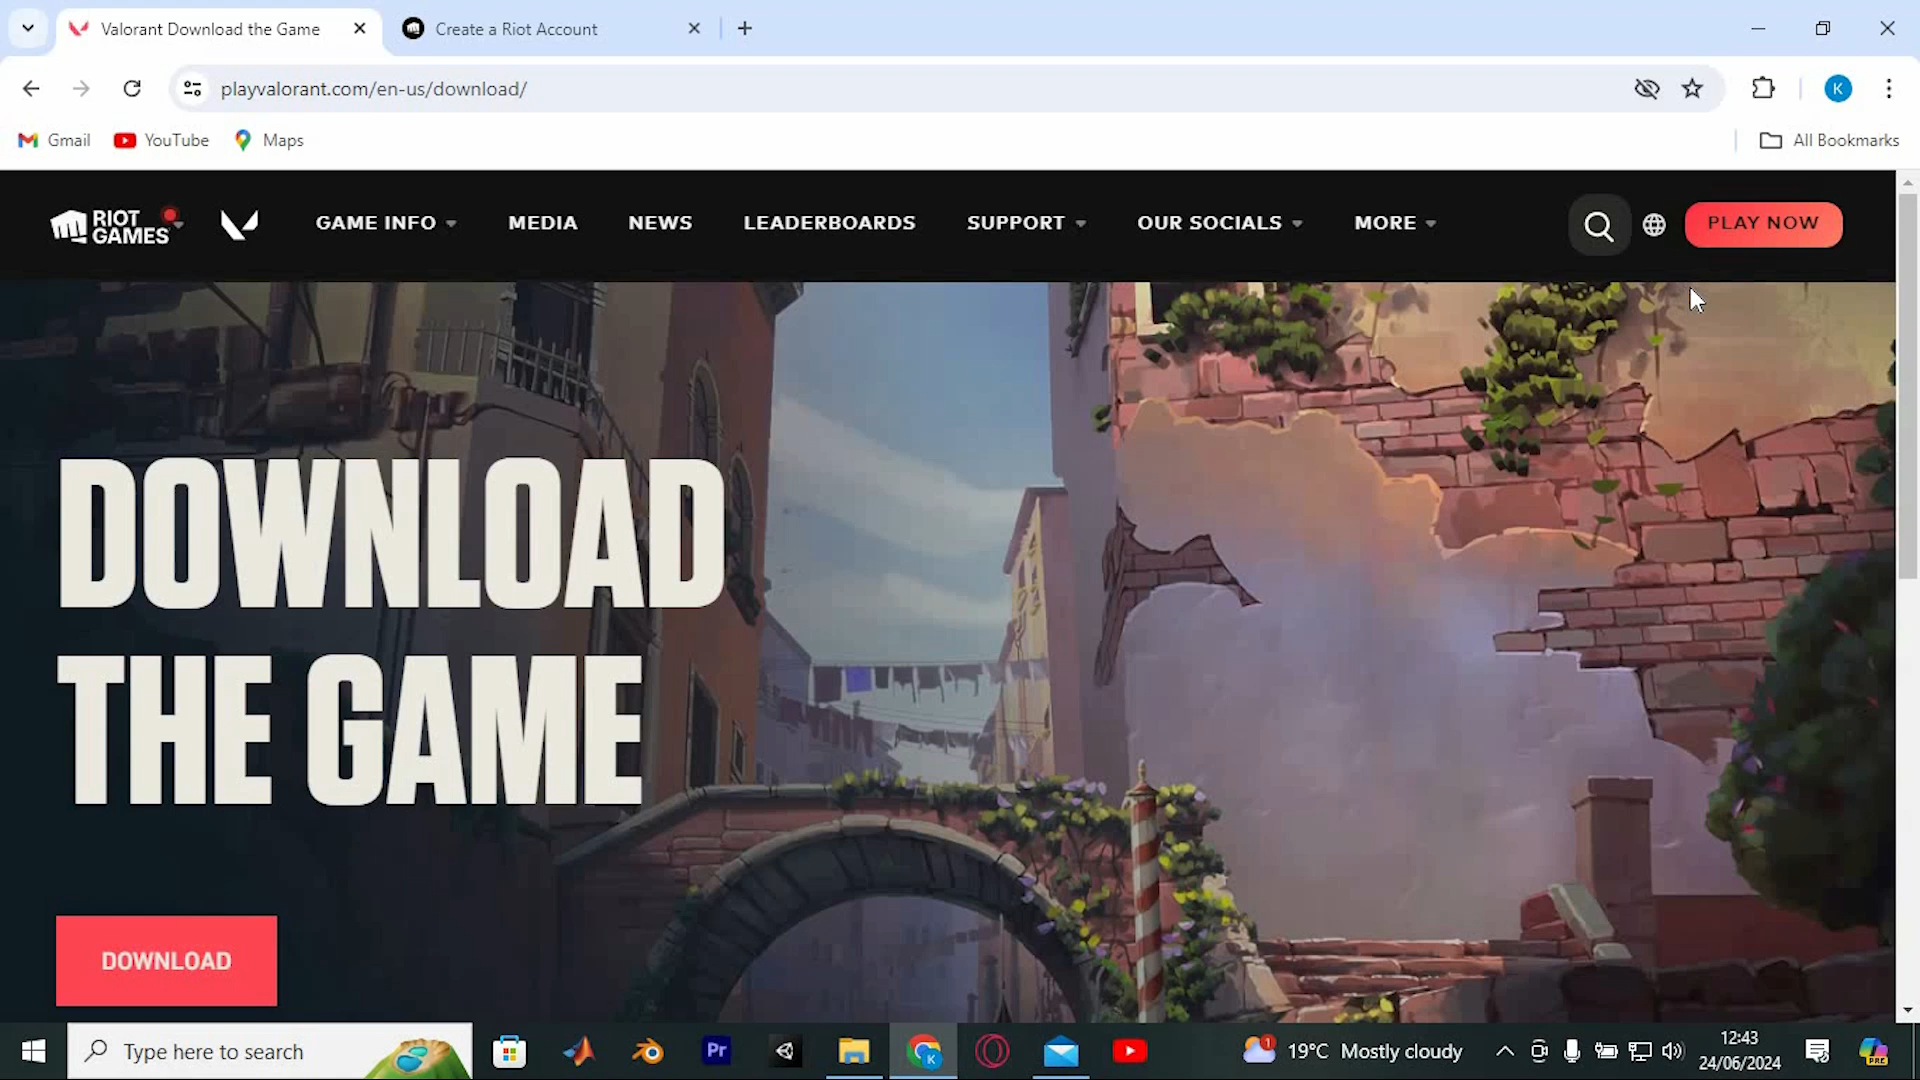 Valorant Download the Game
Create a Riot Account
playvalorant.com/en-us/download/
K
Gmail
YouTube
Maps
All Bookmarks
RIOT
GAMES
GAME INFO
MEDIA
NEWS
LEADERBOARDS
SUPPORT
OUR SOCIALS
MORE
PLAY NOW
DOWNLOAD
THE GAME
DOWNLOAD
Type here to search
Pr
K
1
19°C Mostly cloudy
12:43
24/06/2024
PRE